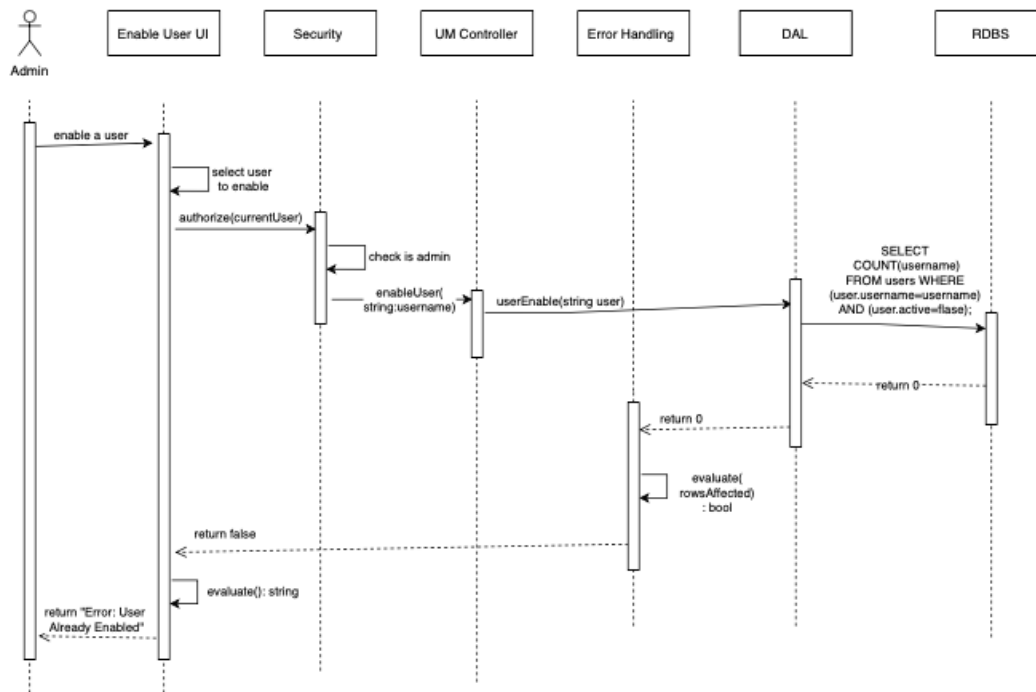 Admin
Enable User UI
Security
UM Controller
Error Handling
DAL
RDBS
enable a user
select user
to enable
authorize(currentUser)
check is admin
enableUser(
string:username)
userEnable(string user)
SELECT
COUNT(username)
FROM users WHERE
(user.username=username)
AND (user.active=flase);
return 0
return 0
evaluate(
rowsAffected)
: bool
return false
evaluate(): string
return "Error: User
Already Enabled"